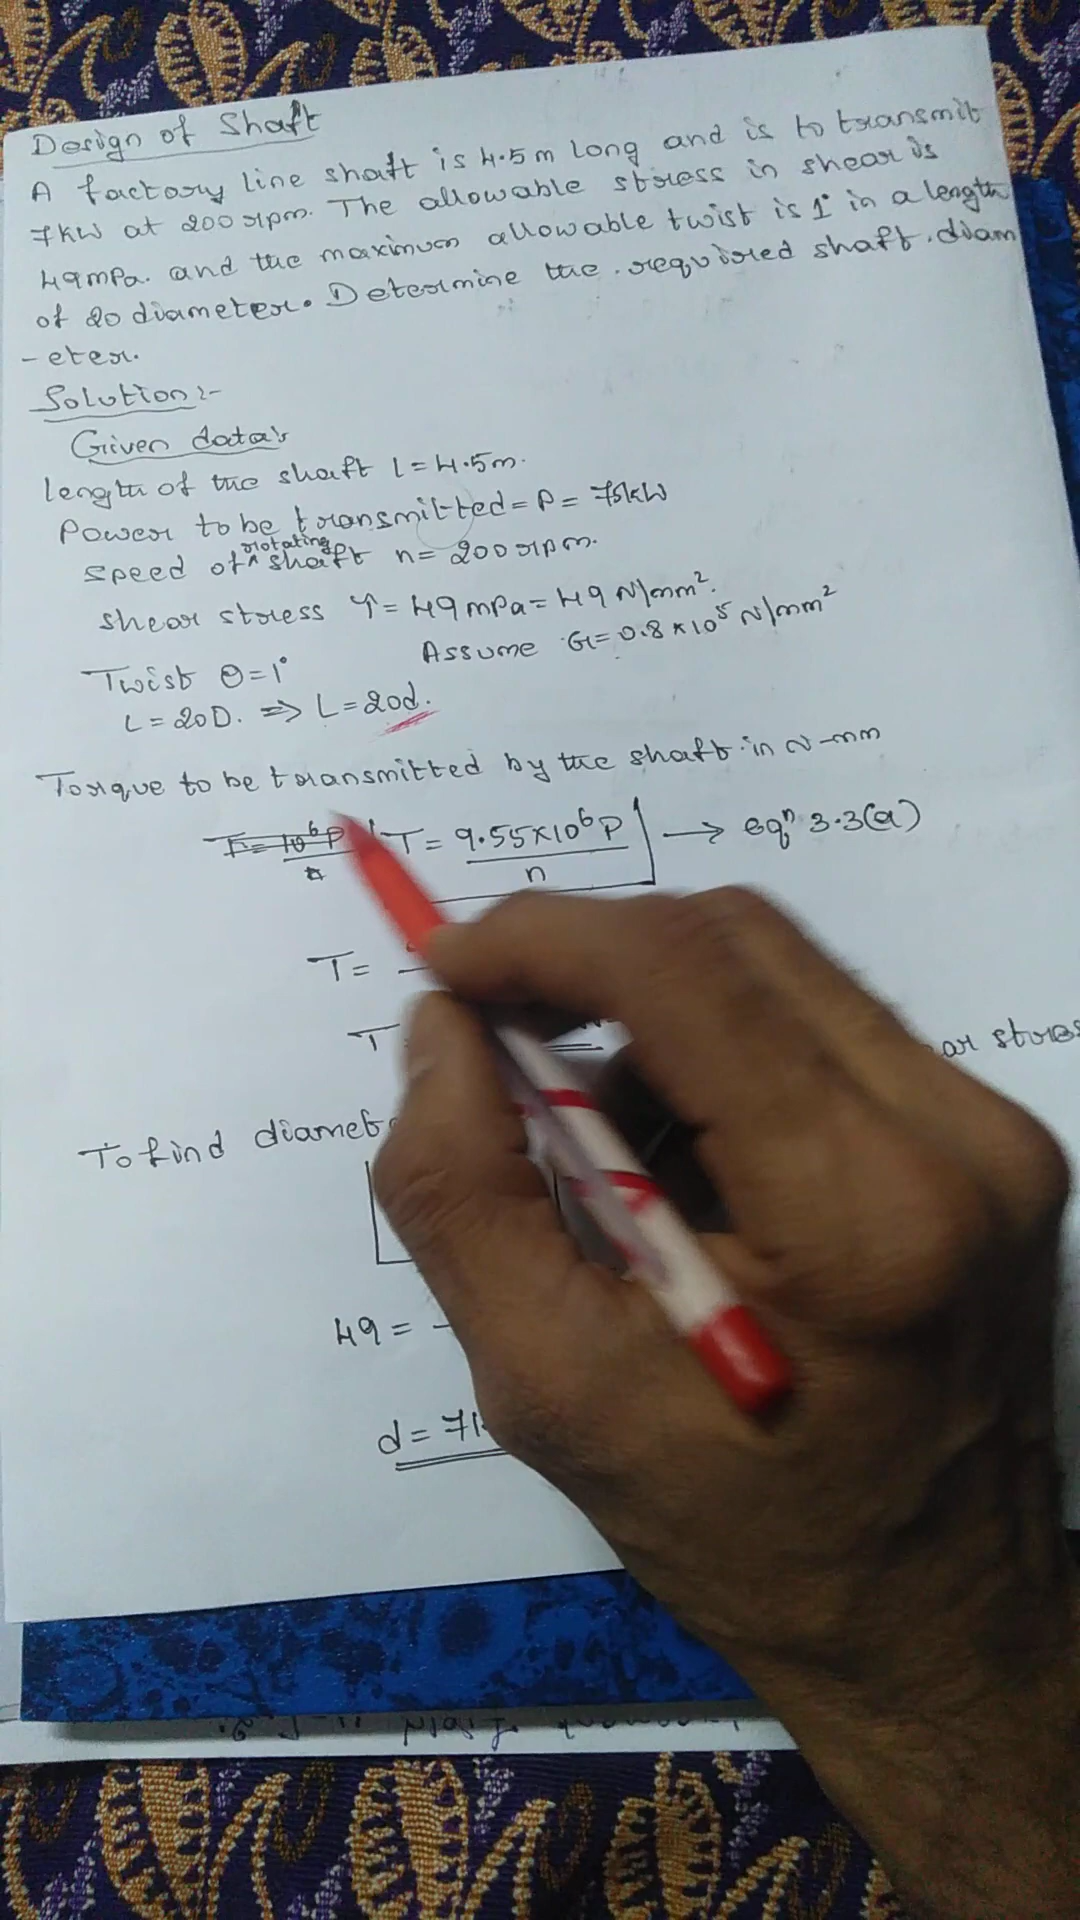 Design of Shaft
A factory line shaft is 4.5m long and is to transmit
7kW at 200 rpm. The allowable stress in shear is
49mPa. and the maximum allowable twist is 1° in a length
of 20 diameter. Determine the required shaft. diam
-eter.
Solution:-
Given data's
length of the shaft l = 4.5m.
Power to be transmitted = P = 75kW
speed of rotating shaft n = 200 rpm.
shear stress τ = 49mPa = 49 N/mm².
Assume G = 0.8 × 10⁵ N/mm²
Twist θ = 1°
L = 20D. ⇒ L = 20d.
Torque to be transmitted by the shaft in N-mm
T = 10⁶P / n T = 9.55×10⁶ P / n → eqⁿ 3.3(a)
T =
T
ar stres
To find diamet
49 =
d = 71